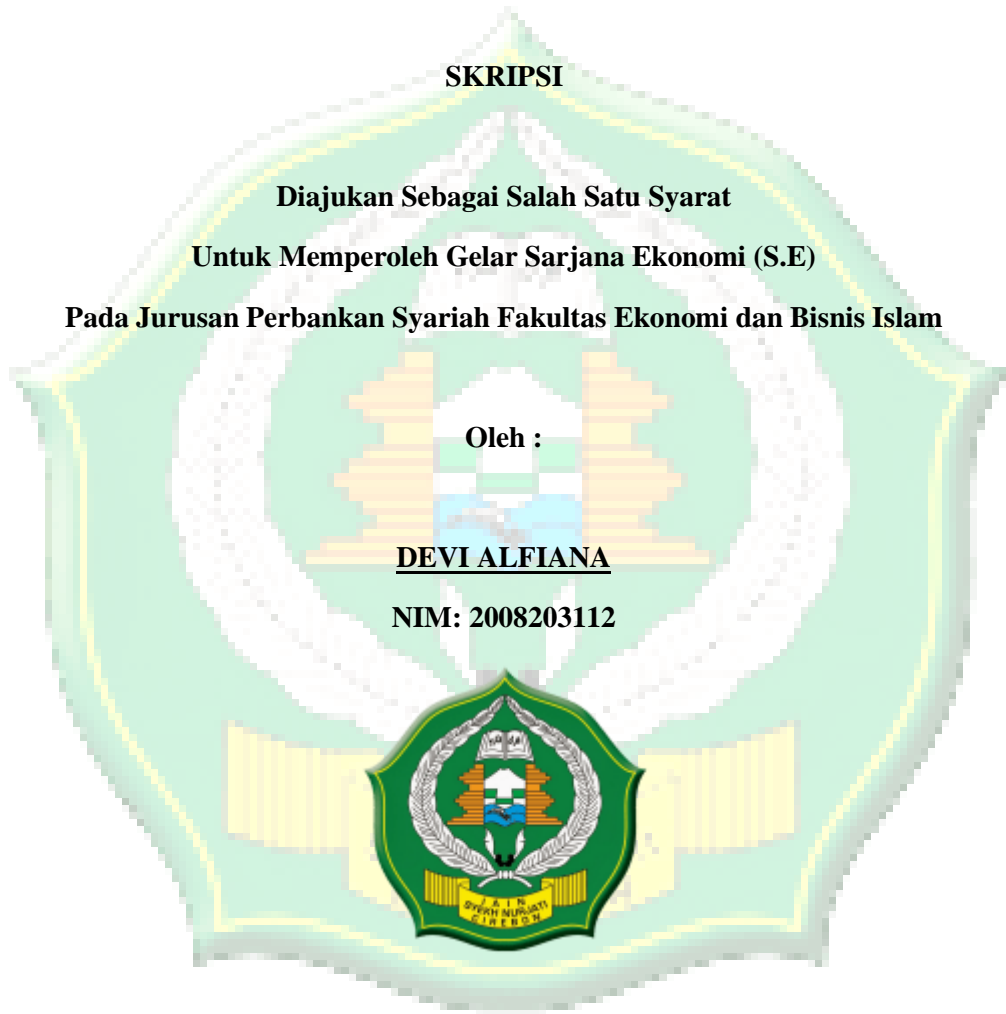 SKRIPSI
Diajukan Sebagai Salah Satu Syarat
Untuk Memperoleh Gelar Sarjana Ekonomi (S.E)
Pada Jurusan Perbankan Syariah Fakultas Ekonomi dan Bisnis Islam
Oleh :
DEVI ALFIANA
NIM: 2008203112
IAIN
SYEKH NURJATI
CIREBON